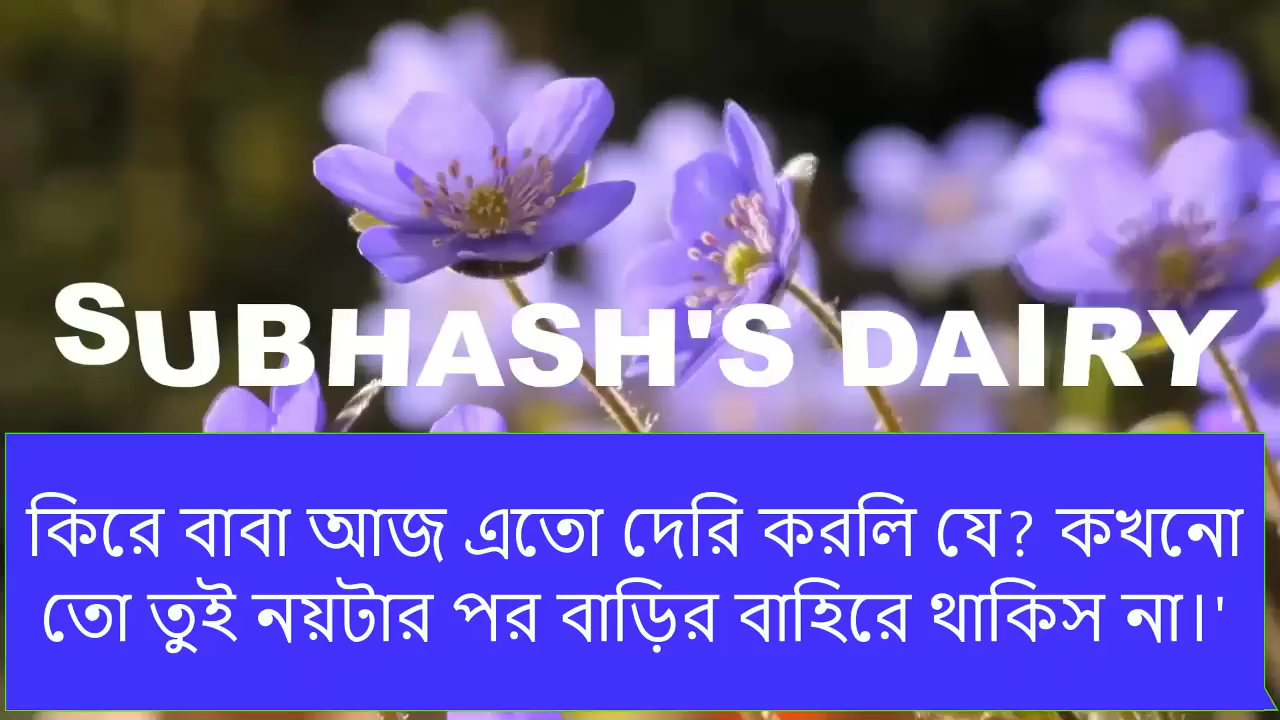 SUBHASH'S DAIRY
কিরে বাবা আজ এতো দেরি করলি যে? কখনো
তো তুই নয়টার পর বাড়ির বাহিরে থাকিস না।'